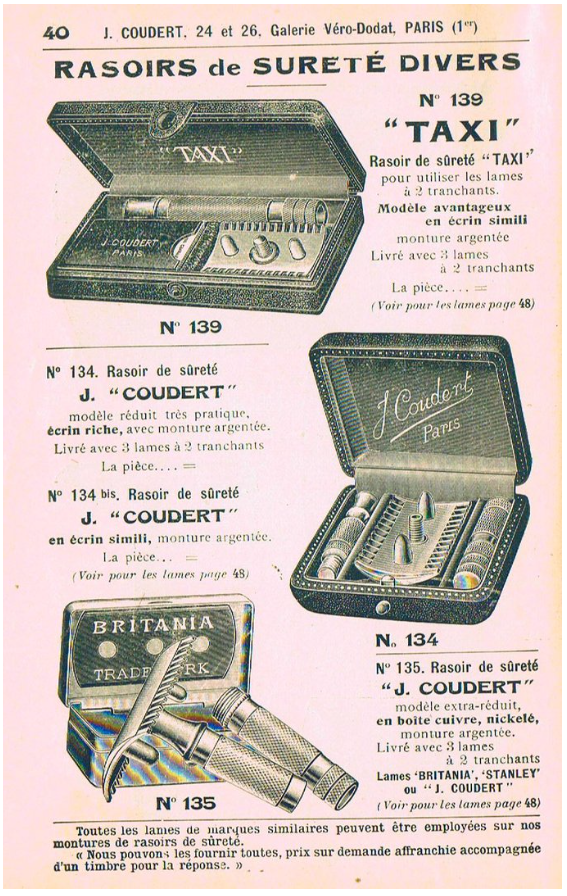 40 J. COUDERT, 24 et 26, Galerie Véro-Dodat, PARIS (1er)
RASOIRS de SURETÉ DIVERS
N° 139
"TAXI"
Rasoir de sûreté "TAXI"
pour utiliser les lames
à 2 tranchants.
Modèle avantageux
en écrin simili
monture argentée
Livré avec 3 lames
à 2 tranchants
La pièce.... =
(Voir pour les lames page 48)
"TAXI"
J. COUDERT
PARIS
N° 139
N° 134. Rasoir de sûreté
J. "COUDERT"
modèle réduit très pratique,
écrin riche, avec monture argentée.
Livré avec 3 lames à 2 tranchants
La pièce.... =
N° 134 bis. Rasoir de sûreté
J. "COUDERT"
en écrin simili, monture argentée.
La pièce... =
(Voir pour les lames page 48)
J. Coudert
Paris
No 134
BRITANIA
TRADE RK
N° 135
N° 135. Rasoir de sûreté
"J. COUDERT"
modèle extra-réduit,
en boîte cuivre, nickelé,
monture argentée.
Livré avec 3 lames
à 2 tranchants
Lames 'BRITANIA', 'STANLEY'
ou "J. COUDERT"
(Voir pour les lames page 48)
Toutes les lames de marques similaires peuvent être employées sur nos
montures de rasoirs de sûreté.
« Nous pouvons les fournir toutes, prix sur demande affranchie accompagnée
d'un timbre pour la réponse. »